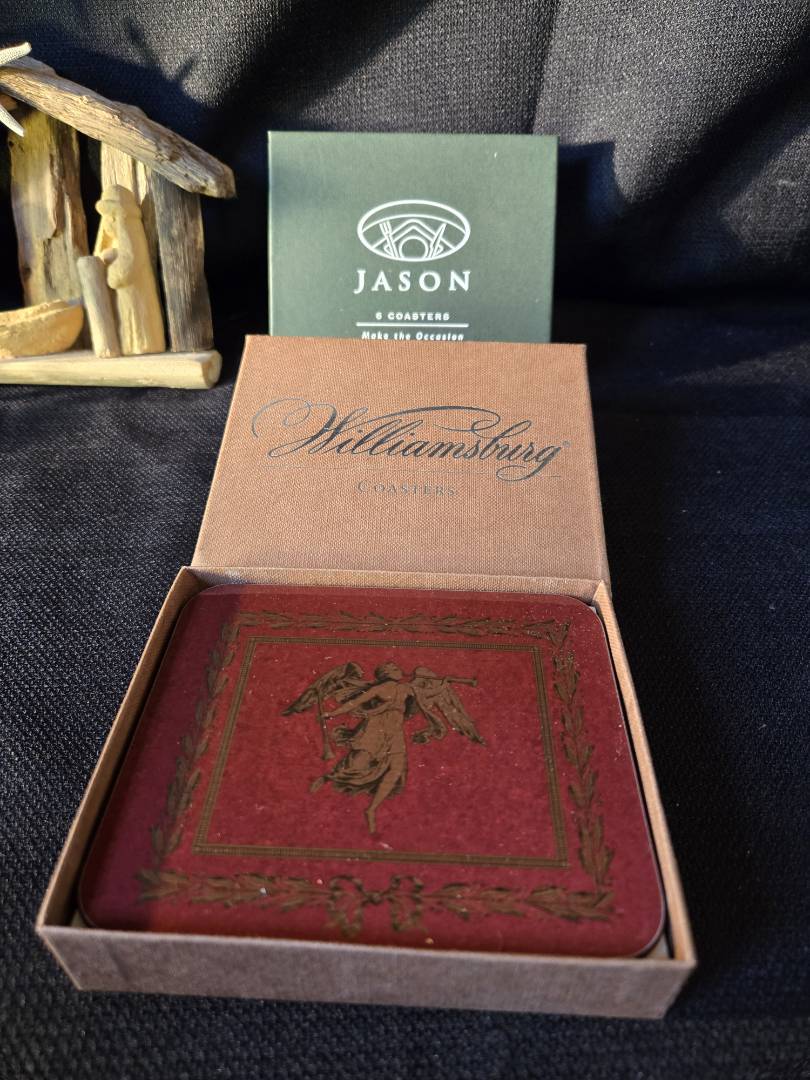 JASON
6 COASTERS
Make the Occasion
Williamsburg®
COASTERS